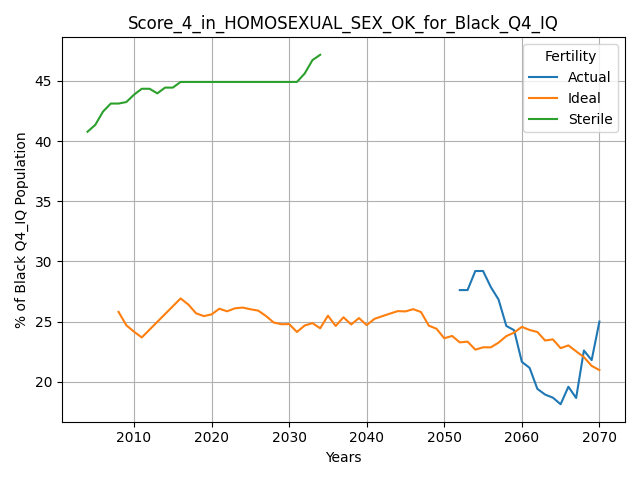 Score_4_in_HOMOSEXUAL_SEX_OK_for_Black_Q4_IQ
% of Black Q4_IQ Population
45
40
35
30
25
20
Fertility
Actual
Ideal
Sterile
2010 2020 2030 2040 2050 2060 2070
Years